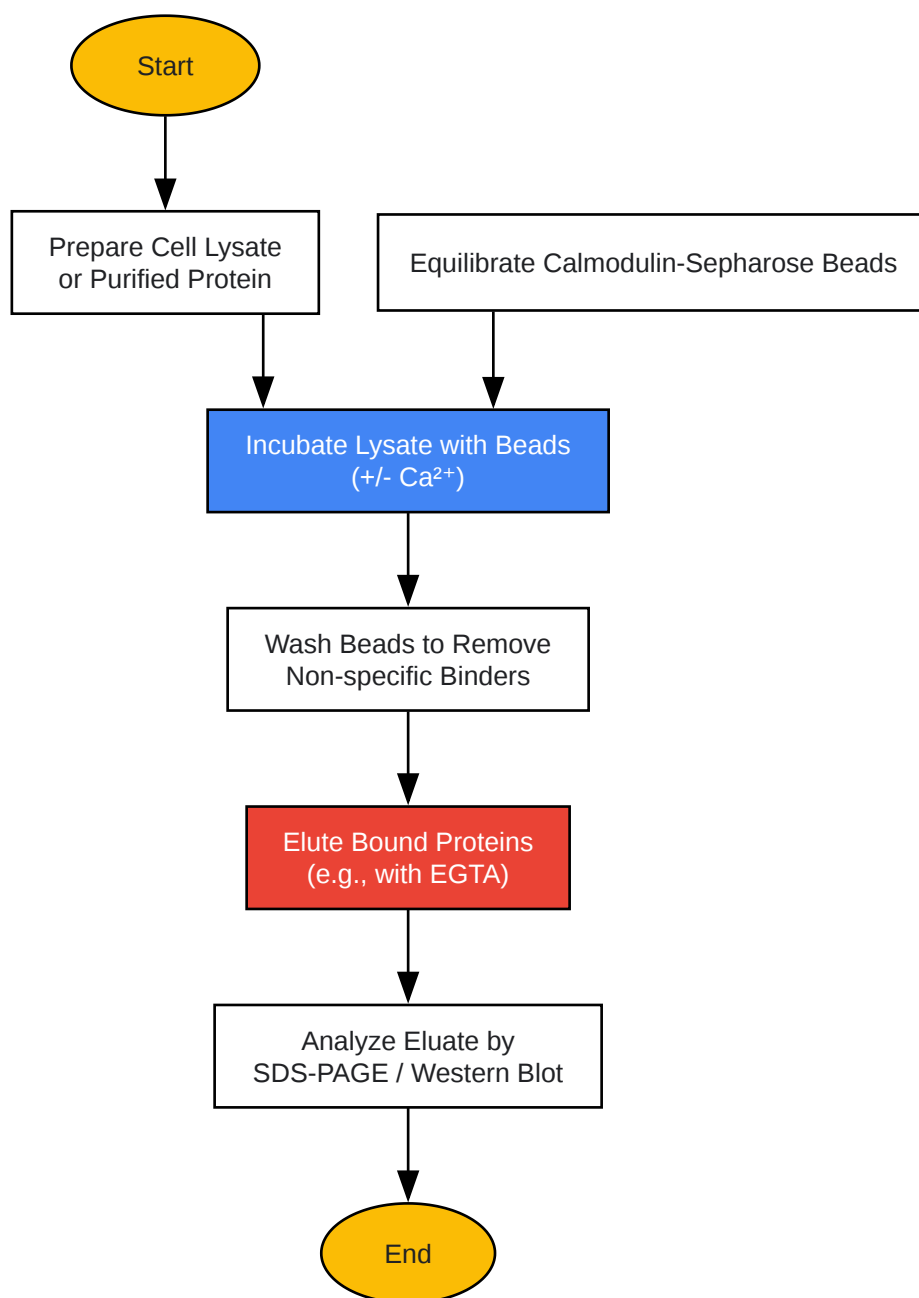 Start
Prepare Cell Lysate
or Purified Protein
Equilibrate Calmodulin-Sepharose Beads
Incubate Lysate with Beads
(+/- Ca²⁺)
Wash Beads to Remove
Non-specific Binders
Elute Bound Proteins
(e.g., with EGTA)
Analyze Eluate by
SDS-PAGE / Western Blot
End